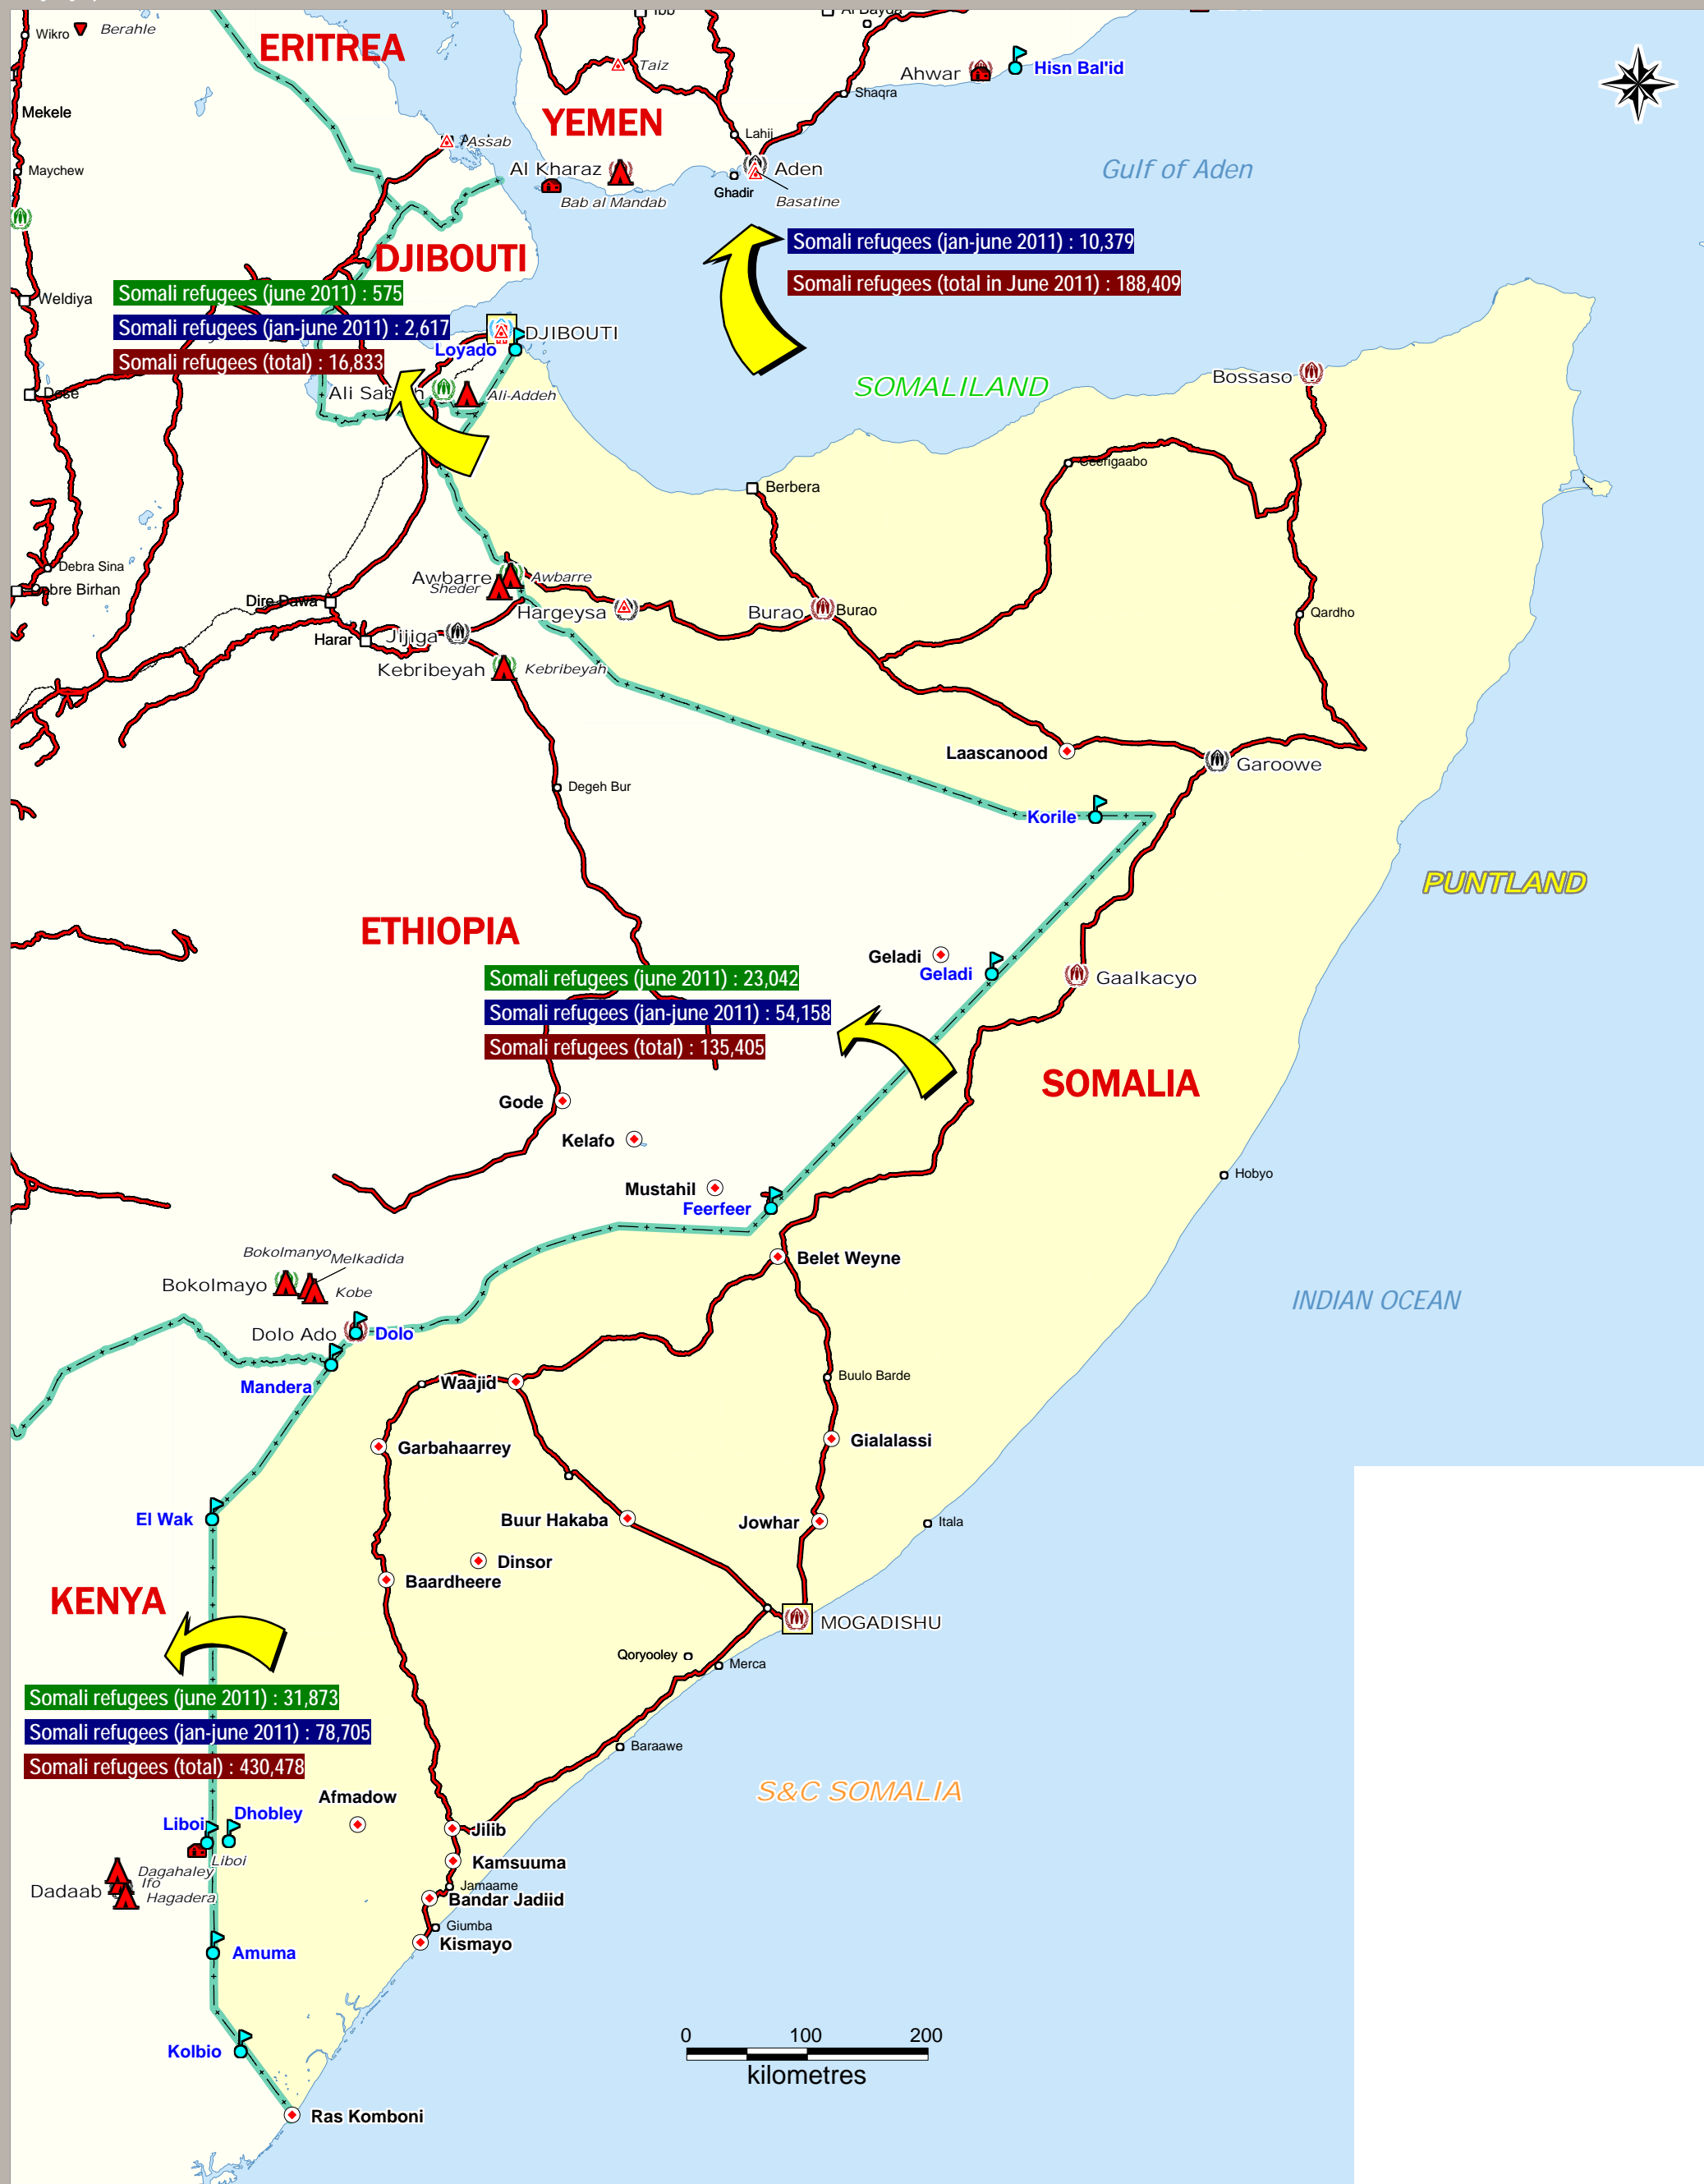 Wikro
Berahle
ERITREA
Ibb
Al Bayda
Taiz
Ahwar
Hisn Bal'id
Shaqra
Mekele
YEMEN
Lahij
Assab
Maychew
Al Kharaz
Aden
Gulf of Aden
Ghadir
Bab al Mandab
Basatine
DJIBOUTI
Somali refugees (jan-june 2011) : 10,379
Somali refugees (total in June 2011) : 188,409
Weldiya
Somali refugees (june 2011) : 575
Somali refugees (jan-june 2011) : 2,617
Somali refugees (total) : 16,833
DJIBOUTI
Loyado
SOMALILAND
Bossaso
Ali-Addeh
Berbera
Debra Sina
Awbarre
Awbarre
Sheder
Dire Dawa
Hargeysa
Burao
Burao
Qardho
Harar
Jijiga
Kebribeyah
Kebribeyah
Laascanood
Garoowe
Degeh Bur
Korile
PUNTLAND
ETHIOPIA
Geladi
Geladi
Gaalkacyo
Somali refugees (june 2011) : 23,042
Somali refugees (jan-june 2011) : 54,158
Somali refugees (total) : 135,405
SOMALIA
Gode
Kelafo
Hobyo
Mustahil
Feerfeer
Bokolmanyo
Melkadida
Belet Weyne
Bokolmayo
Kobe
INDIAN OCEAN
Dolo Ado
Dolo
Mandera
Waajid
Buulo Barde
Garbahaarrey
Gialalassi
El Wak
Buur Hakaba
Jowhar
Itala
Dinsor
Baardheere
KENYA
MOGADISHU
Qoryooley
Merca
Somali refugees (june 2011) : 31,873
Somali refugees (jan-june 2011) : 78,705
Somali refugees (total) : 430,478
Baraawe
S&C SOMALIA
Afmadow
Liboi
Dhobley
Jilib
Liboi
Kamsuuma
Dagahaley
Ifo
Dadaab
Hagadera
Jamaame
Bandar Jadiid
Giumba
Kismayo
Amuma
0 100 200
kilometres
Kolbio
Ras Komboni